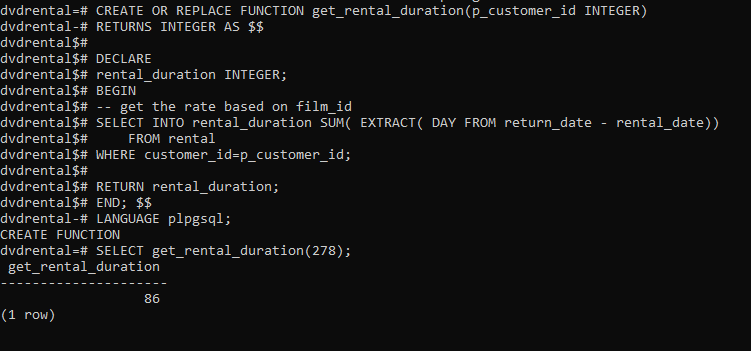 dvdrental=# CREATE OR REPLACE FUNCTION get_rental_duration(p_customer_id INTEGER)
dvdrental-# RETURNS INTEGER AS $$
dvdrental$#
dvdrental$# DECLARE
dvdrental$# rental_duration INTEGER;
dvdrental$# BEGIN
dvdrental$# -- get the rate based on film_id
dvdrental$# SELECT INTO rental_duration SUM( EXTRACT( DAY FROM return_date - rental_date))
dvdrental$#     FROM rental
dvdrental$# WHERE customer_id=p_customer_id;
dvdrental$#
dvdrental$# RETURN rental_duration;
dvdrental$# END; $$
dvdrental-# LANGUAGE plpgsql;
CREATE FUNCTION
dvdrental=# SELECT get_rental_duration(278);
 get_rental_duration
---------------------
                  86
(1 row)